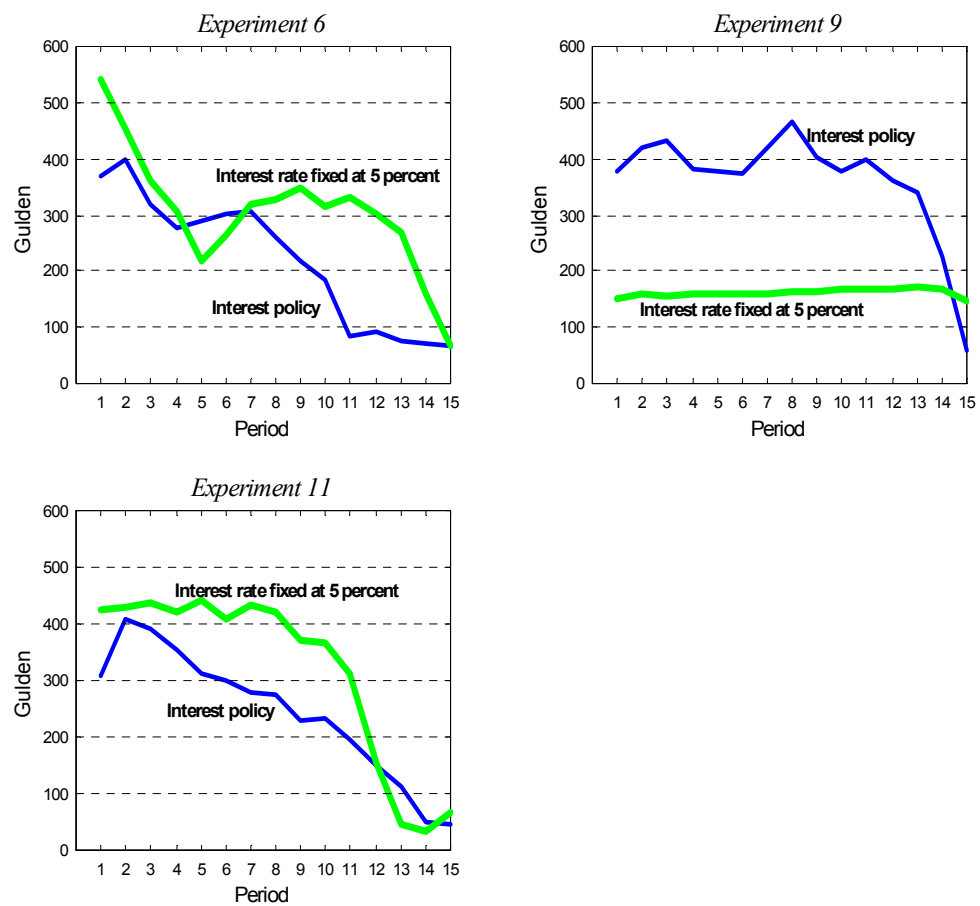 Experiment 6
600
500
400
300
200
100
0
Gulden
Interest rate fixed at 5 percent
Interest policy
1 2 3 4 5 6 7 8 9 10 11 12 13 14 15
Period
Experiment 9
600
500
400
300
200
100
0
Gulden
Interest policy
Interest rate fixed at 5 percent
1 2 3 4 5 6 7 8 9 10 11 12 13 14 15
Period
Experiment 11
600
500
400
300
200
100
0
Gulden
Interest rate fixed at 5 percent
Interest policy
1 2 3 4 5 6 7 8 9 10 11 12 13 14 15
Period